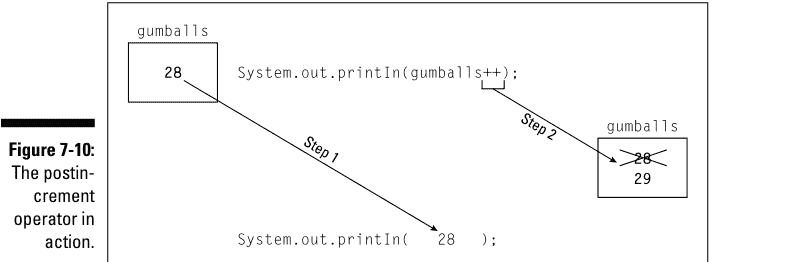 gumballs
28
System.out.println(gumballs++);
Step 1
Step 2
gumballs
28
29
System.out.println( 28 );
Figure 7-10:
The postin-
crement
operator in
action.